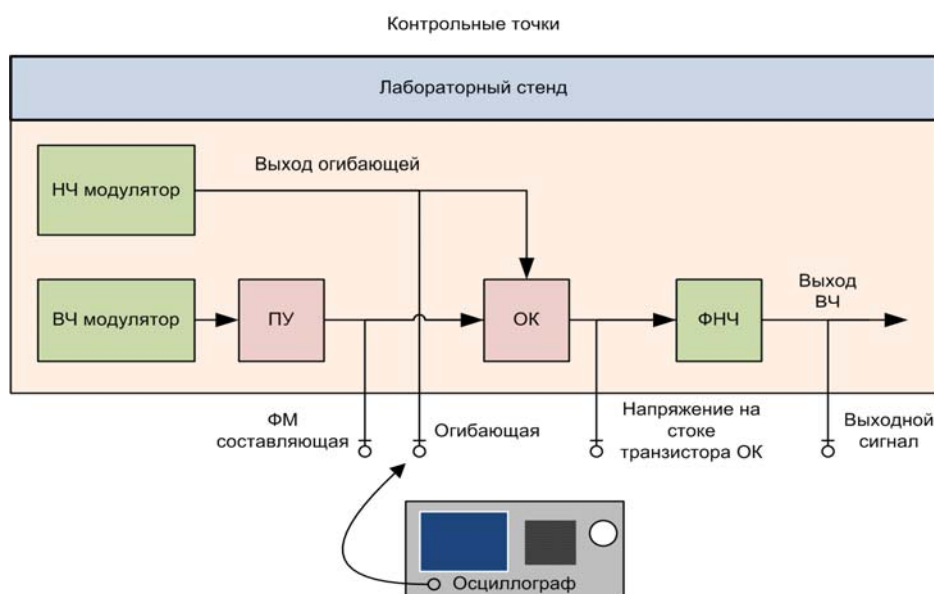 Контрольные точки
Лабораторный стенд
НЧ модулятор
Выход огибающей
ВЧ модулятор
ПУ
ОК
ФНЧ
Выход
ВЧ
ФМ
составляющая
Огибающая
Напряжение на
стоке
транзистора ОК
Выходной
сигнал
Осциллограф